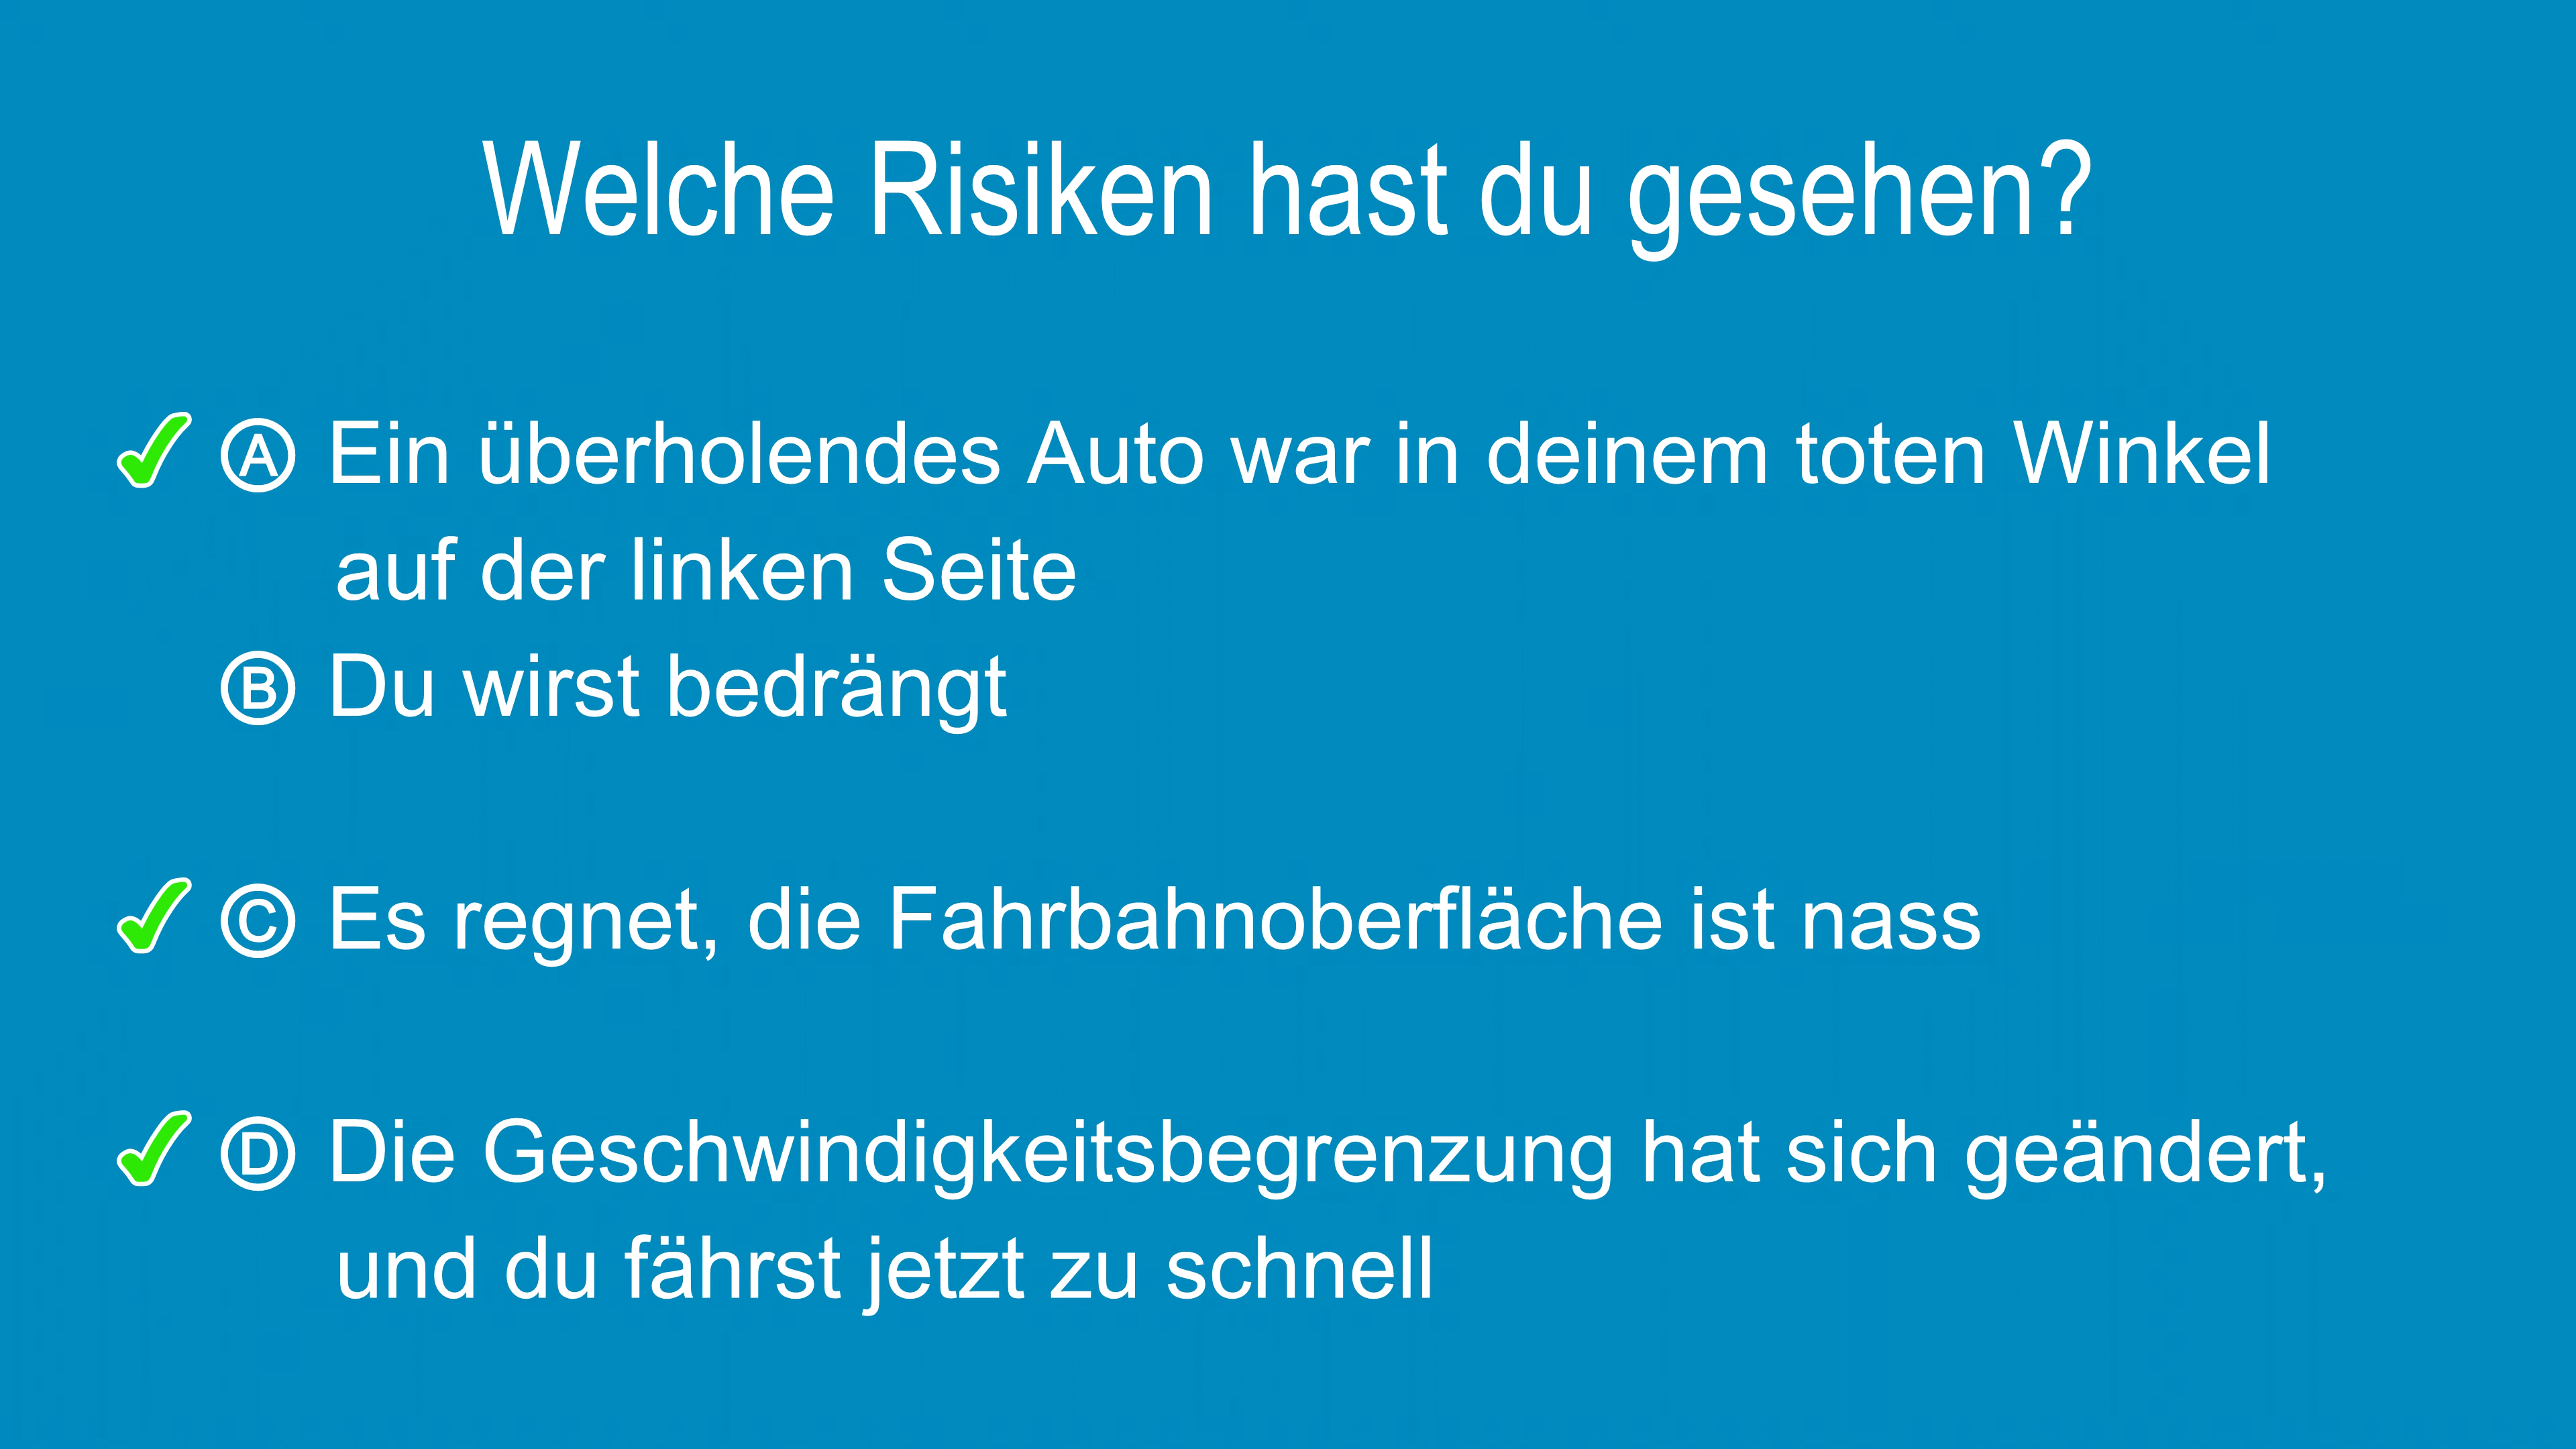 Welche Risiken hast du gesehen?
✓ Ⓐ Ein überholendes Auto war in deinem toten Winkel
auf der linken Seite
Ⓑ Du wirst bedrängt
✓ Ⓒ Es regnet, die Fahrbahnoberfläche ist nass
✓ Ⓓ Die Geschwindigkeitsbegrenzung hat sich geändert,
und du fährst jetzt zu schnell